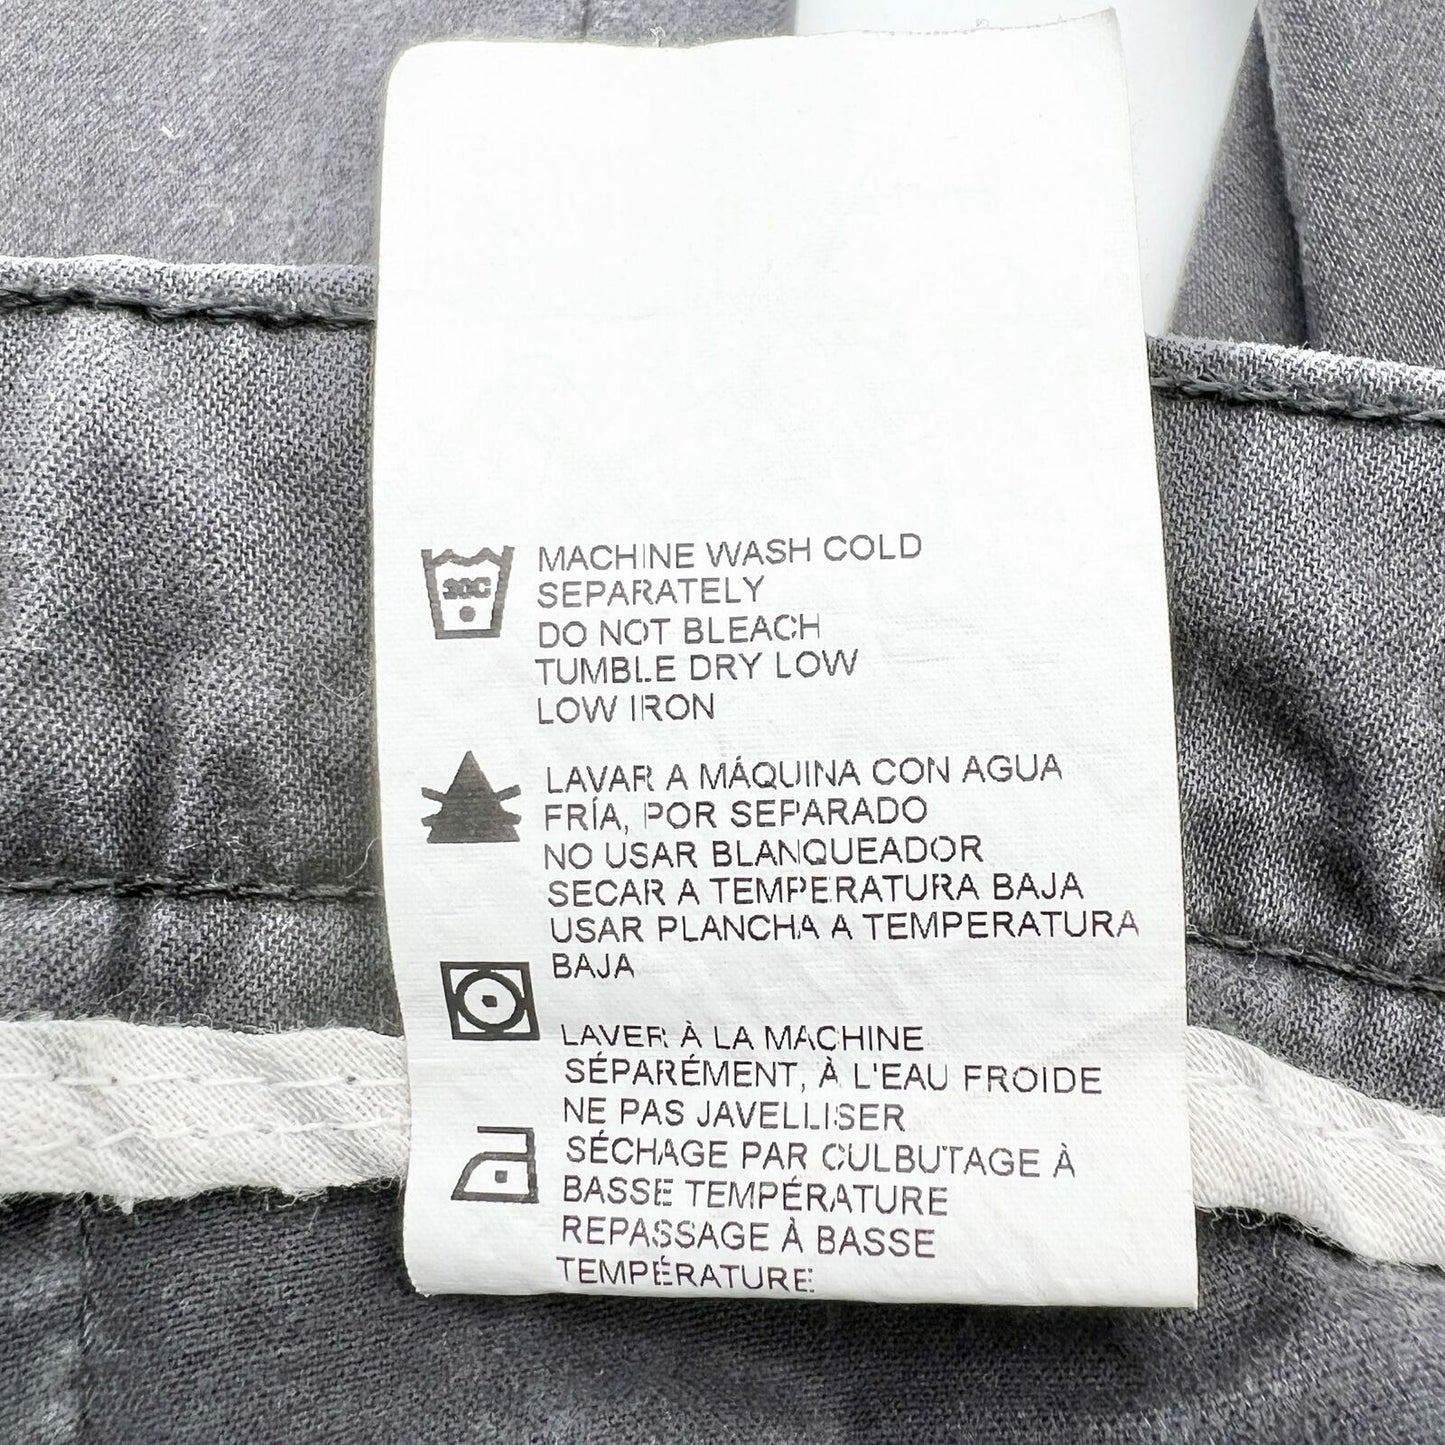 30C
MACHINE WASH COLD
SEPARATELY
DO NOT BLEACH
TUMBLE DRY LOW
LOW IRON
LAVAR A MÁQUINA CON AGUA
FRÍA, POR SEPARADO
NO USAR BLANQUEADOR
SECAR A TEMPERATURA BAJA
USAR PLANCHA A TEMPERATURA
BAJA
LAVER À LA MACHINE
SÉPARÉMENT, À L'EAU FROIDE
NE PAS JAVELLISER
SÉCHAGE PAR CULBUTAGE À
BASSE TEMPÉRATURE
REPASSAGE À BASSE
TEMPÉRATURE